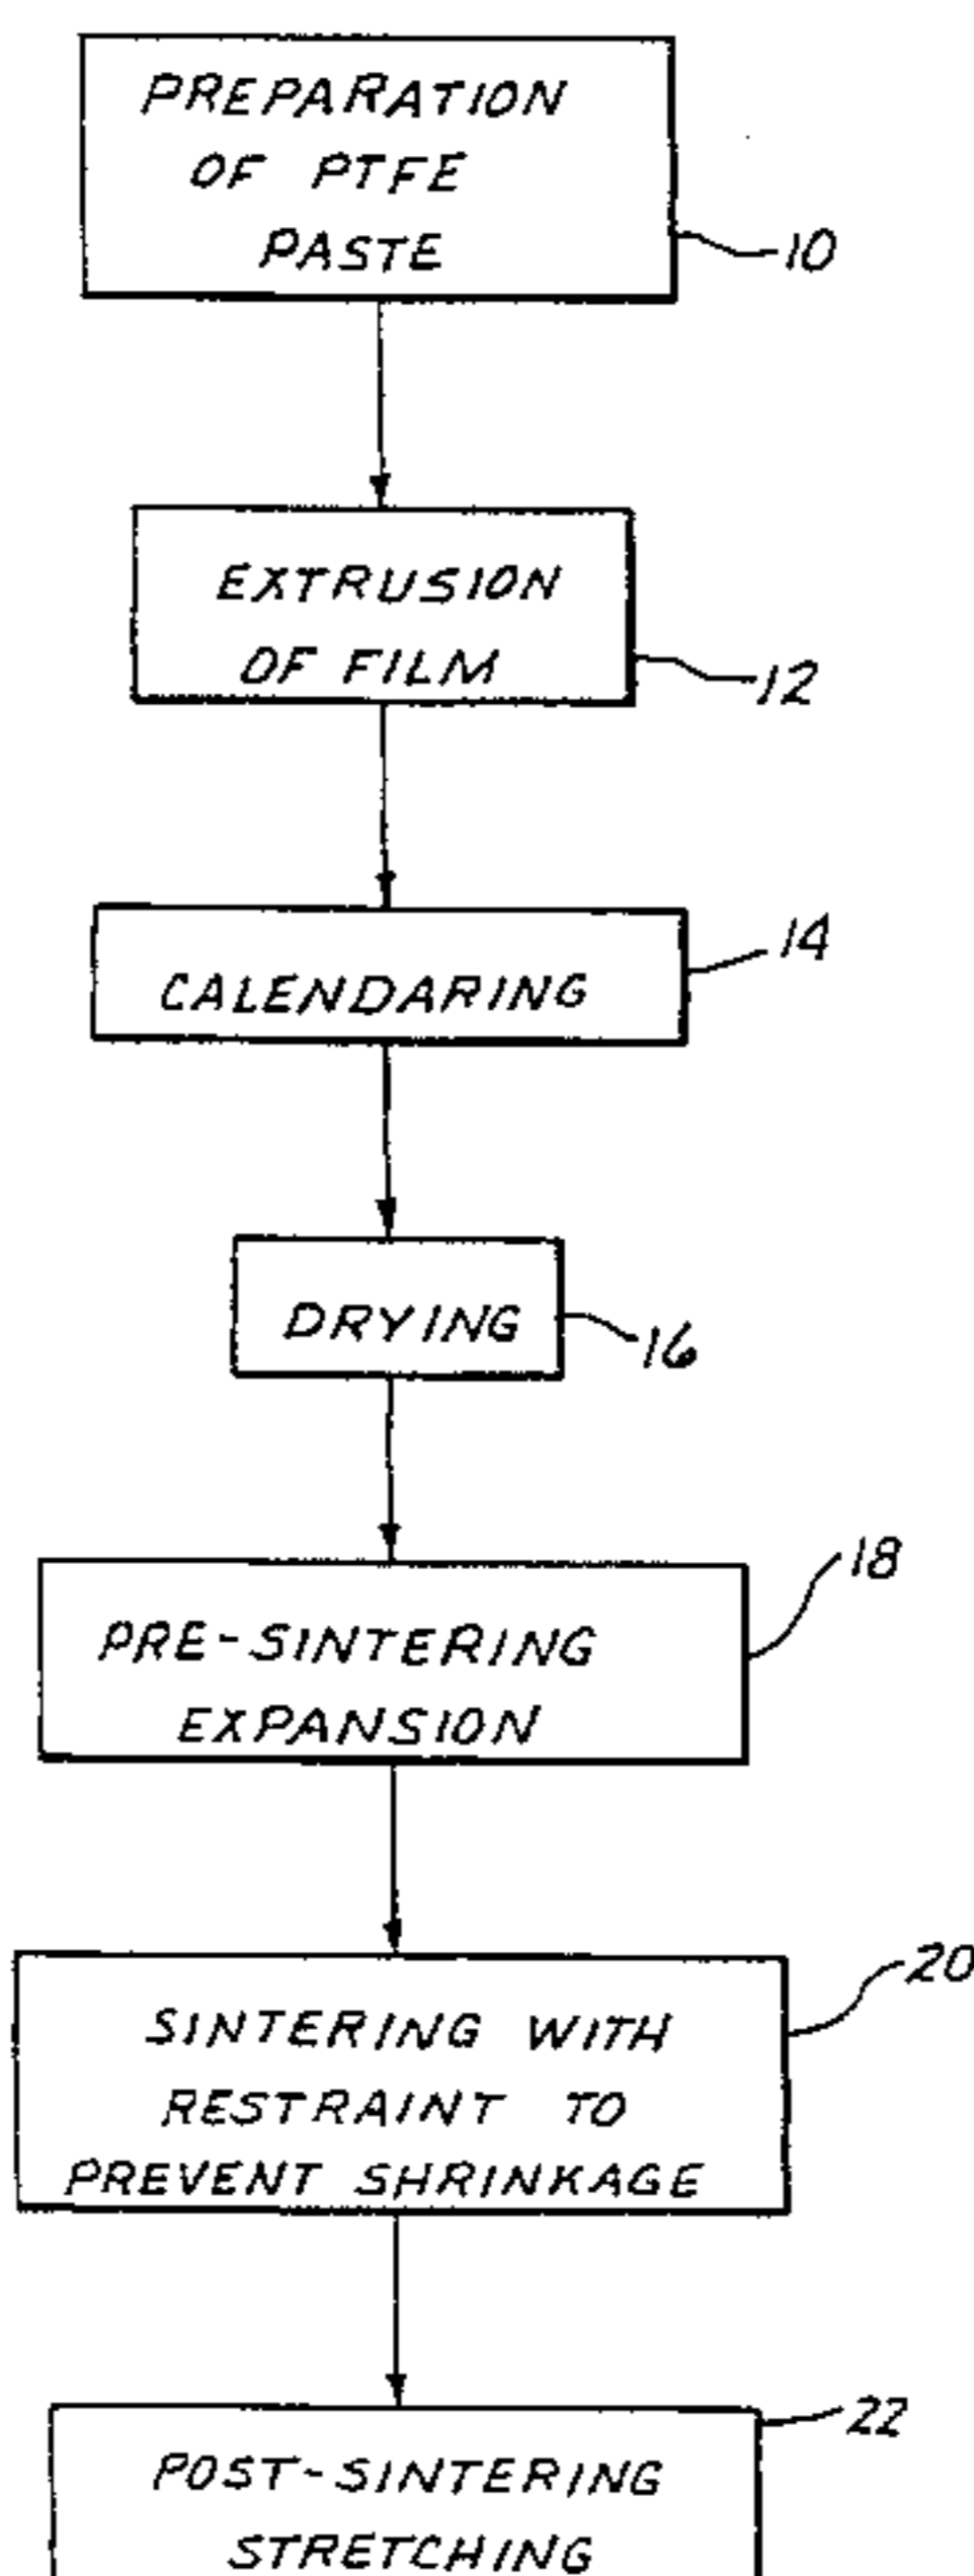 PREPARATION
OF PTFE
PASTE
10
EXTRUSION
OF FILM
12
14
CALENDARING
DRYING
16
18
PRE-SINTERING
EXPANSION
20
SINTERING WITH
RESTRAINT TO
PREVENT SHRINKAGE
22
POST-SINTERING
STRETCHING